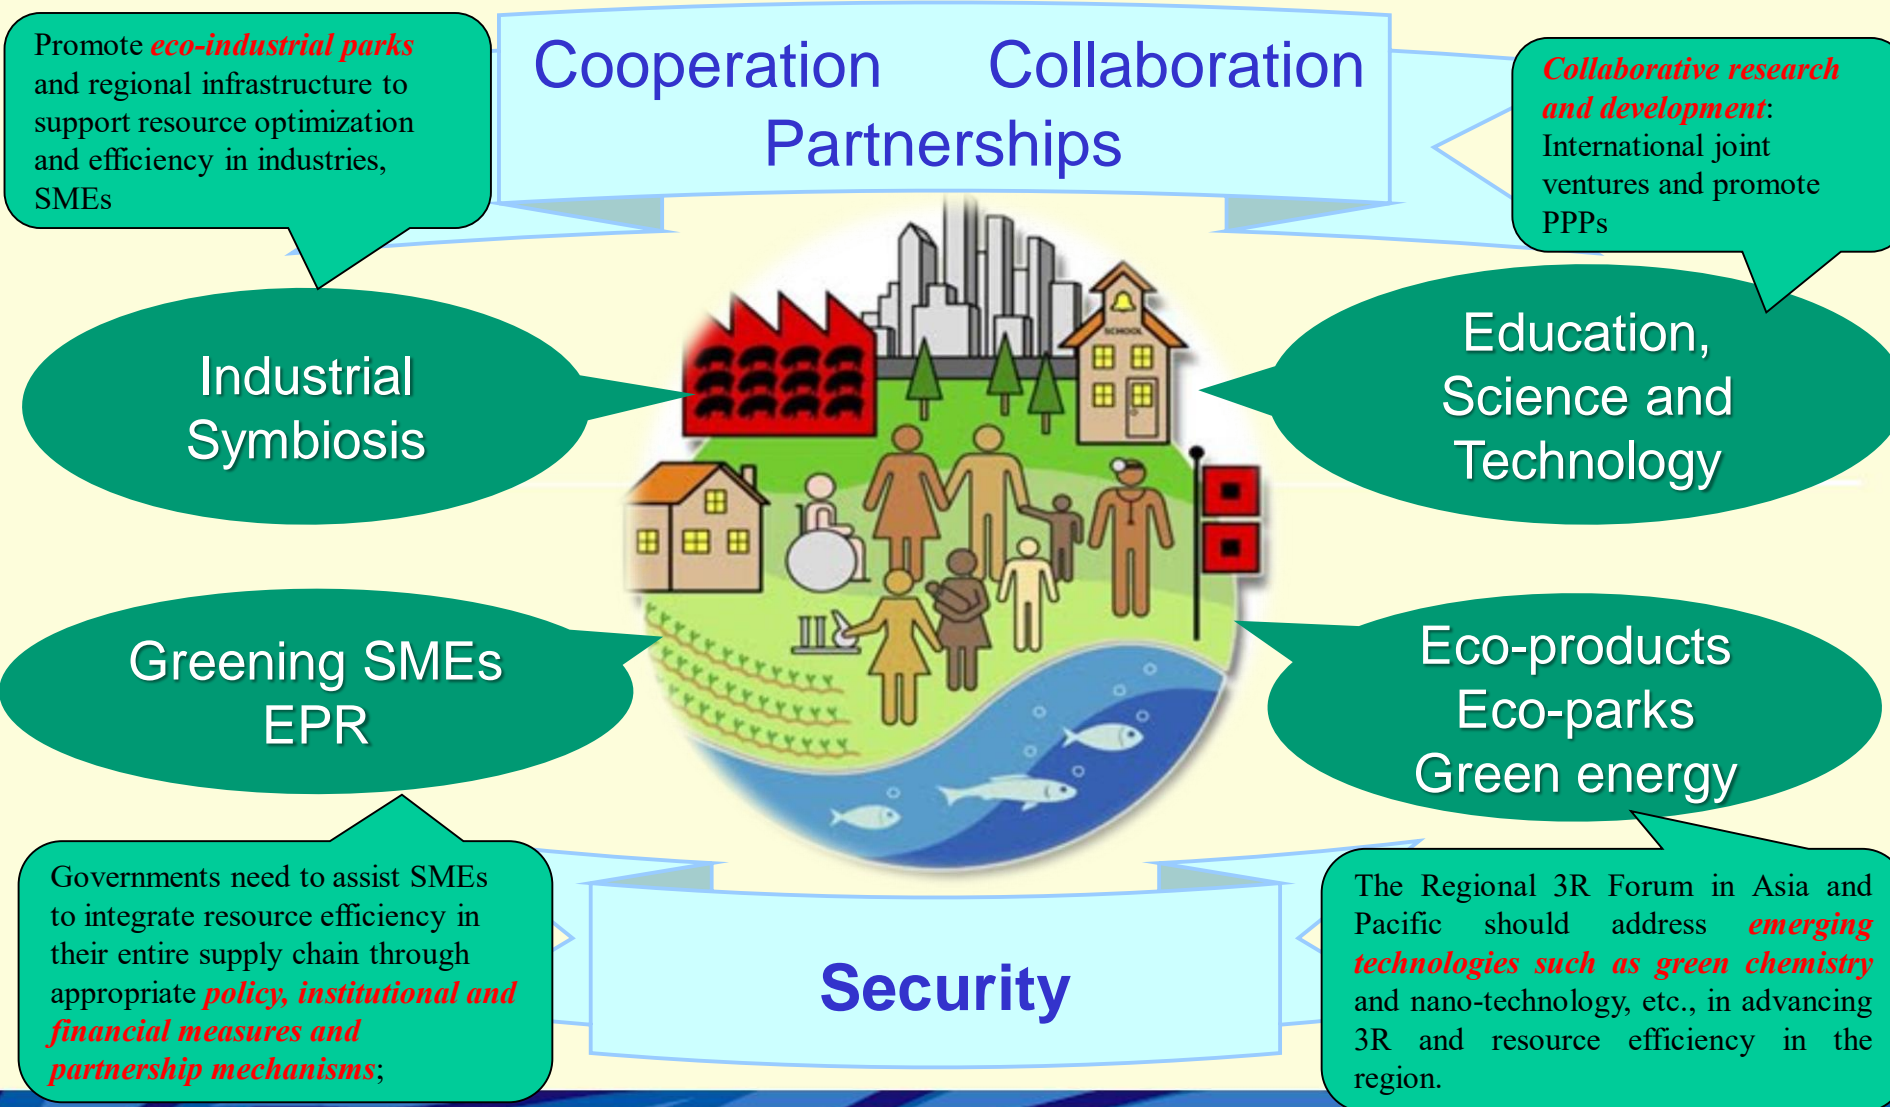 Promote eco-industrial parks
and regional infrastructure to
support resource optimization
and efficiency in industries,
SMEs
Cooperation Collaboration
Partnerships
Collaborative research
and development:
International joint
ventures and promote
PPPs
Industrial
Symbiosis
SCHOOL
Education,
Science and
Technology
Greening SMEs
EPR
Eco-products
Eco-parks
Green energy
Governments need to assist SMEs
to integrate resource efficiency in
their entire supply chain through
appropriate policy, institutional and
financial measures and
partnership mechanisms;
Security
The Regional 3R Forum in Asia and
Pacific should address emerging
technologies such as green chemistry
and nano-technology, etc., in advancing
3R and resource efficiency in the
region.